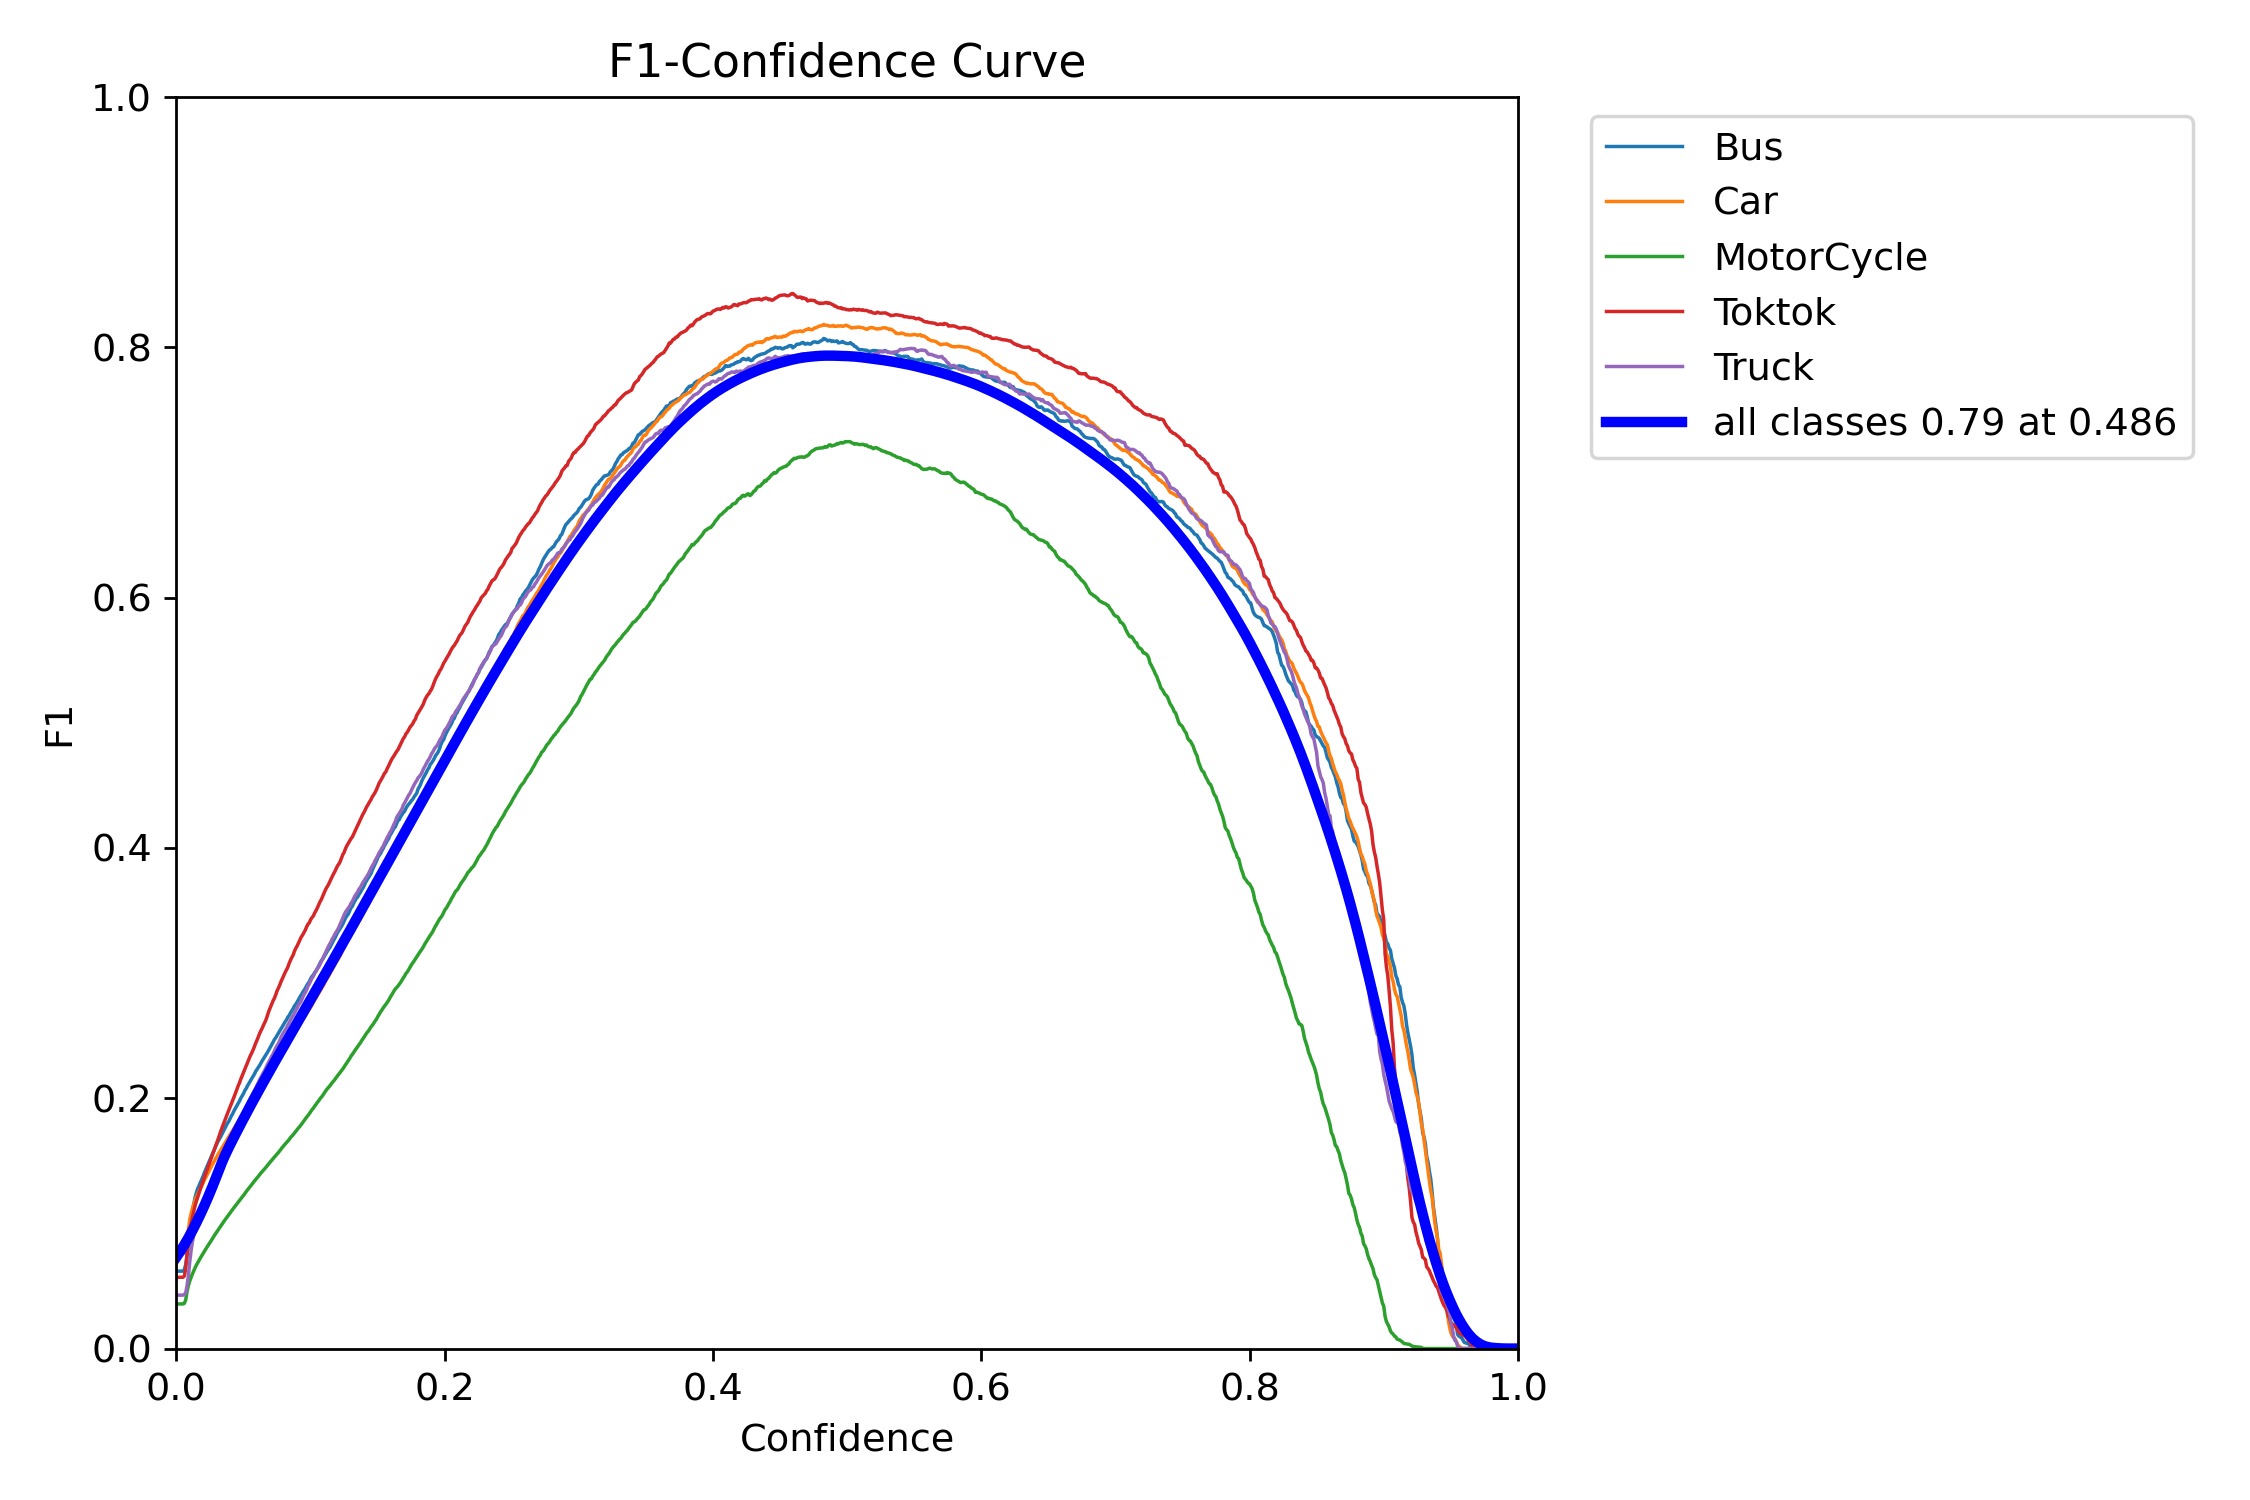 F1-Confidence Curve
1.0
0.8
0.6
0.4
0.2
0.0
F1
0.0 0.2 0.4 0.6 0.8 1.0
Confidence
Bus
Car
MotorCycle
Toktok
Truck
all classes 0.79 at 0.486